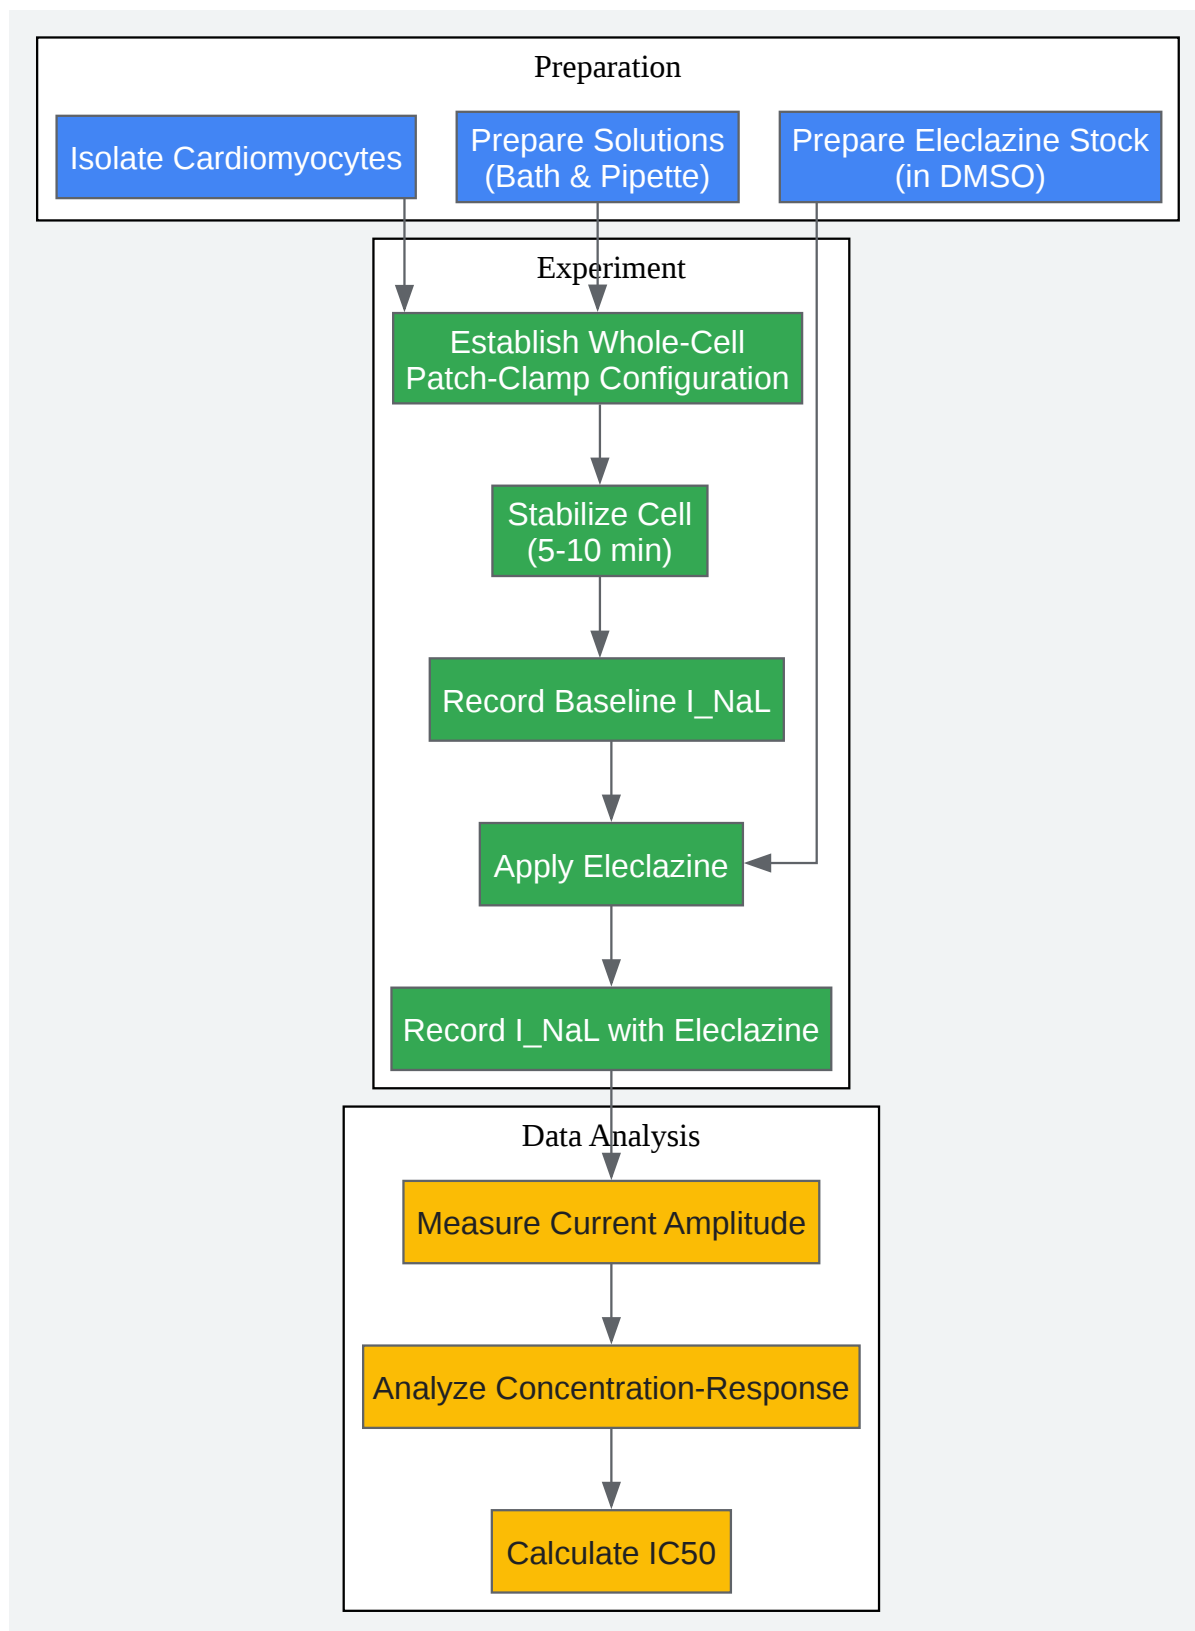 Preparation
Isolate Cardiomyocytes
Prepare Solutions
(Bath & Pipette)
Prepare Eleclazine Stock
(in DMSO)
Experiment
Establish Whole-Cell
Patch-Clamp Configuration
Stabilize Cell
(5-10 min)
Record Baseline I_NaL
Apply Eleclazine
Record I_NaL with Eleclazine
Data Analysis
Measure Current Amplitude
Analyze Concentration-Response
Calculate IC50